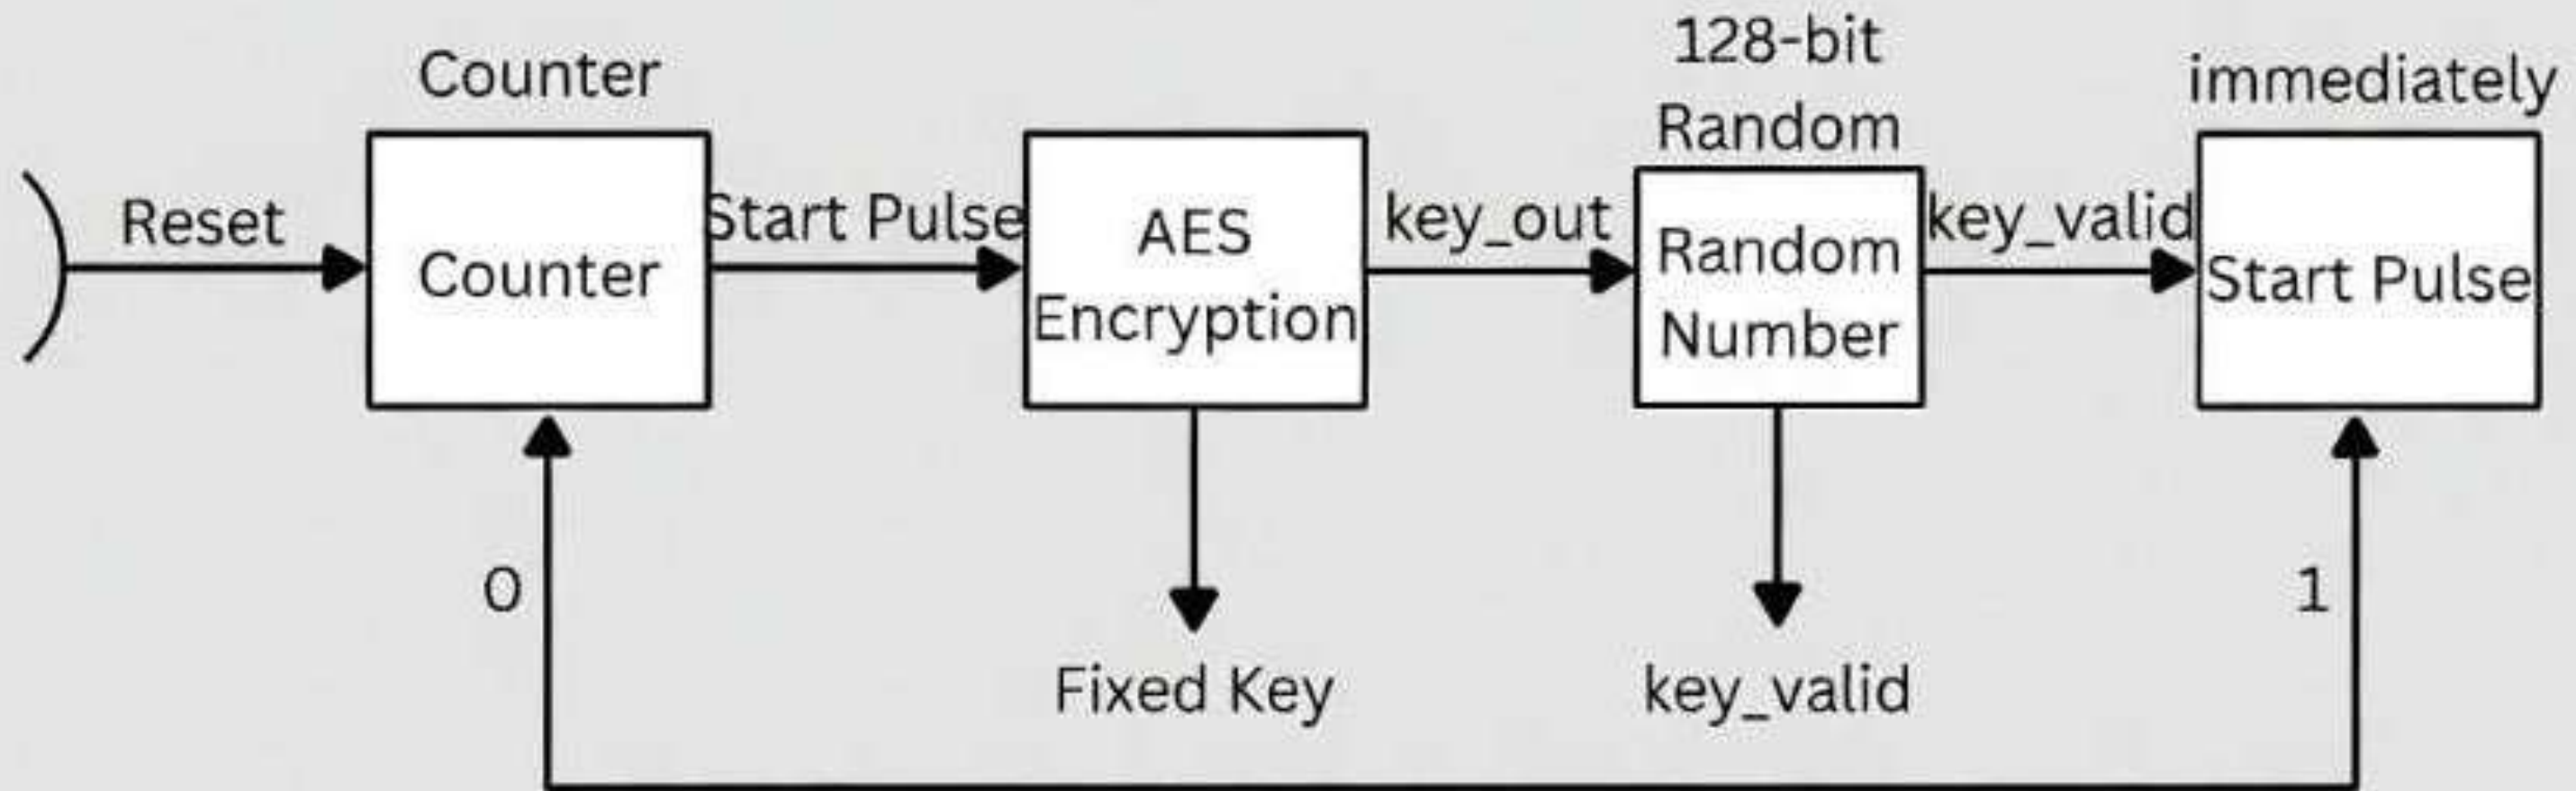 Counter
128-bit
Random
immediately
Reset
Counter
Start Pulse
AES
Encryption
key_out
Random
Number
key_valid
Start Pulse
0
1
Fixed Key
key_valid